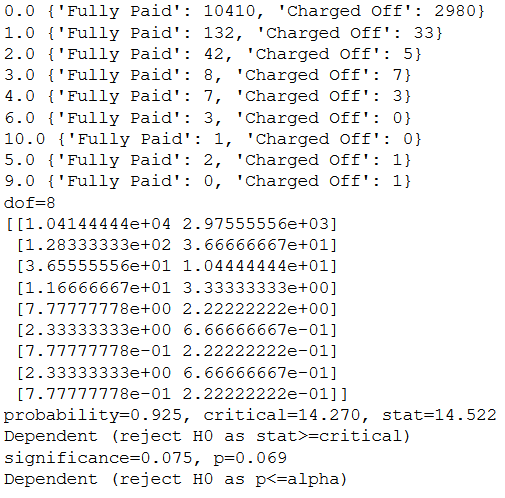 0.0 {'Fully Paid': 10410, 'Charged Off': 2980}
1.0 {'Fully Paid': 132, 'Charged Off': 33}
2.0 {'Fully Paid': 42, 'Charged Off': 5}
3.0 {'Fully Paid': 8, 'Charged Off': 7}
4.0 {'Fully Paid': 7, 'Charged Off': 3}
6.0 {'Fully Paid': 3, 'Charged Off': 0}
10.0 {'Fully Paid': 1, 'Charged Off': 0}
5.0 {'Fully Paid': 2, 'Charged Off': 1}
9.0 {'Fully Paid': 0, 'Charged Off': 1}
dof=8
[[1.04144444e+04 2.97555556e+03]
[1.28333333e+02 3.66666667e+01]
[3.65555556e+01 1.04444444e+01]
[1.16666667e+01 3.33333333e+00]
[7.77777778e+00 2.22222222e+00]
[2.33333333e+00 6.66666667e-01]
[7.77777778e-01 2.22222222e-01]
[2.33333333e+00 6.66666667e-01]
[7.77777778e-01 2.22222222e-01]]
probability=0.925, critical=14.270, stat=14.522
Dependent (reject H0 as stat>=critical)
significance=0.075, p=0.069
Dependent (reject H0 as p<=alpha)